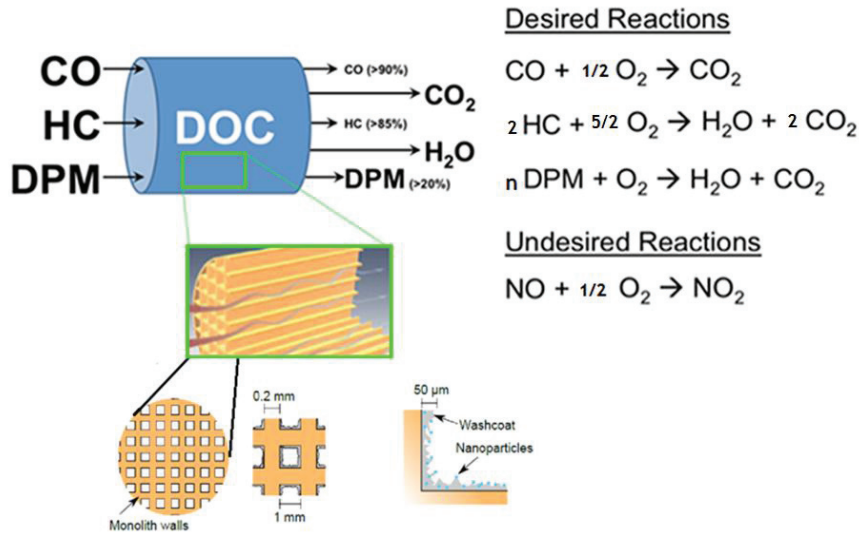 CO
HC
DPM
DOC
CO (>90%)
CO₂
HC (>85%)
H₂O
DPM (>20%)
Desired Reactions
CO + 1/2 O₂ → CO₂
2 HC + 5/2 O₂ → H₂O + 2 CO₂
n DPM + O₂ → H₂O + CO₂
Undesired Reactions
NO + 1/2 O₂ → NO₂
0.2 mm
1 mm
Monolith walls
50 µm
Washcoat
Nanoparticles